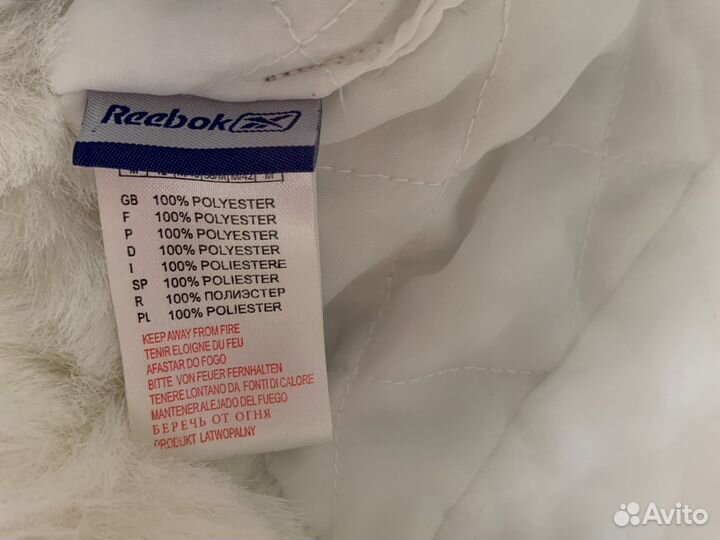 Reebok
GB 100% POLYESTER
F 100% POLYESTER
P 100% POLYESTER
D 100% POLYESTER
I 100% POLIESTERE
SP 100% POLIESTER
R 100% ПОЛИЭСТЕР
PL 100% POLIESTER
KEEP AWAY FROM FIRE
TENIR ELOIGNE DU FEU
AFASTAR DO FOGO
BITTE VON FEUER FERNHALTEN
TENERE LONTANO DA FONTI DI CALORE
MANTENER ALEJADO DEL FUEGO
БЕРЕЧЬ ОТ ОГНЯ
PRODUKT LATWOPALNY
Avito